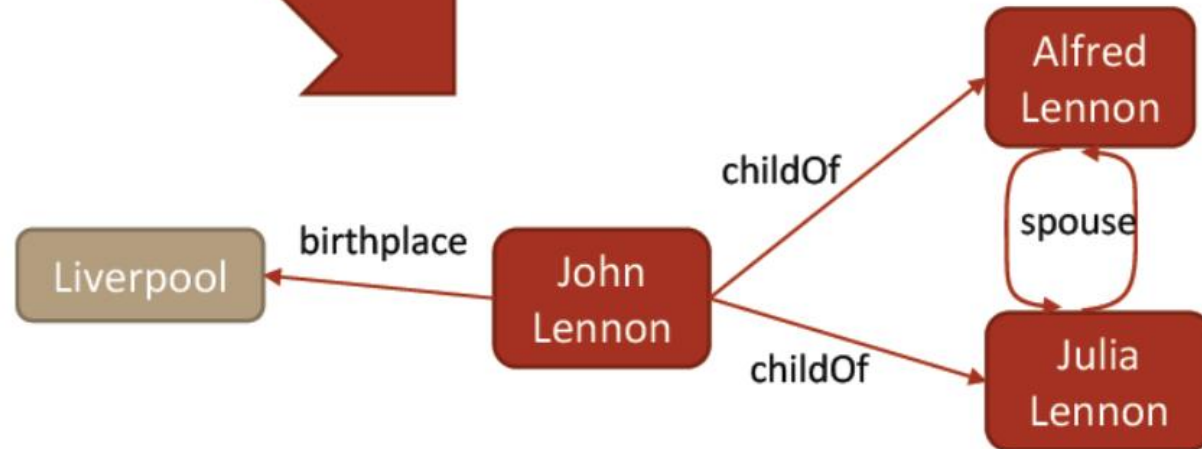 Alfred
Lennon
childOf
spouse
birthplace
Liverpool
John
Lennon
childOf
Julia
Lennon